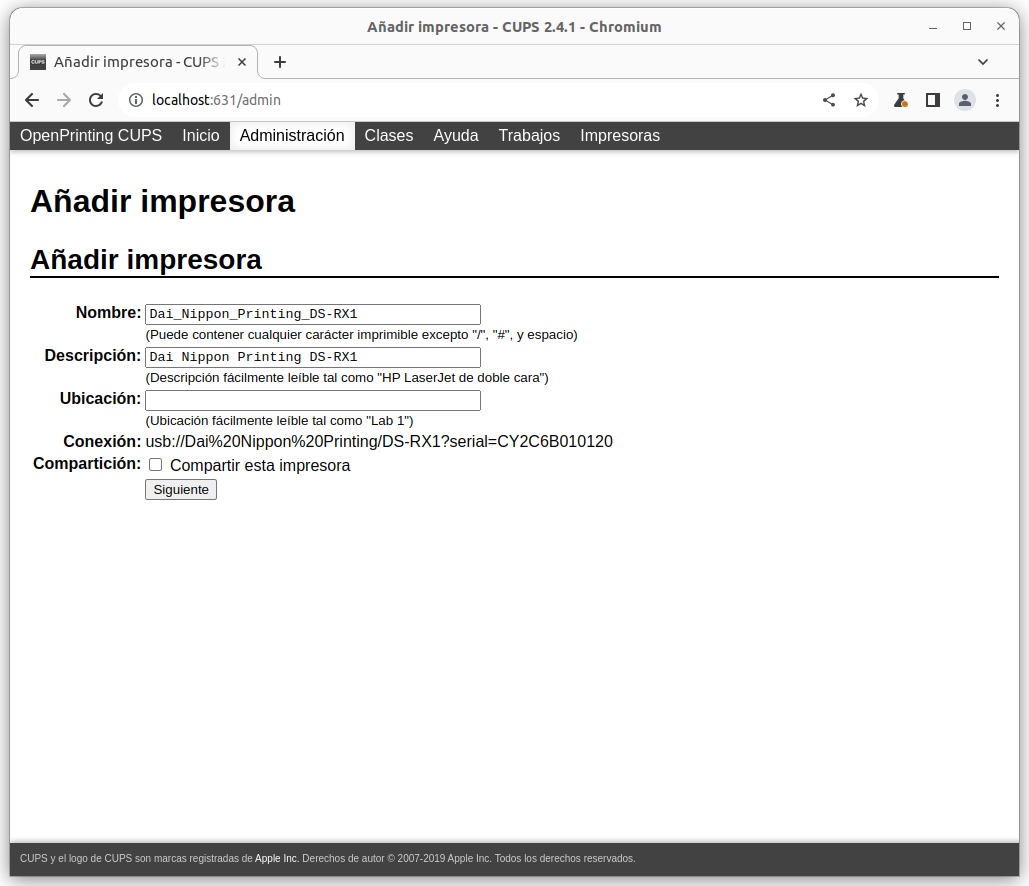 Añadir impresora - CUPS 2.4.1 - Chromium
CUPS Añadir impresora - CUPS
localhost:631/admin
OpenPrinting CUPS Inicio Administración Clases Ayuda Trabajos Impresoras
Añadir impresora
Añadir impresora
Nombre: Dai_Nippon_Printing_DS-RX1
(Puede contener cualquier carácter imprimible excepto "/", "#", y espacio)
Descripción: Dai Nippon Printing DS-RX1
(Descripción fácilmente leíble tal como "HP LaserJet de doble cara")
Ubicación:
(Ubicación fácilmente leíble tal como "Lab 1")
Conexión: usb://Dai%20Nippon%20Printing/DS-RX1?serial=CY2C6B010120
Compartición: Compartir esta impresora
Siguiente
CUPS y el logo de CUPS son marcas registradas de Apple Inc. Derechos de autor © 2007-2019 Apple Inc. Todos los derechos reservados.